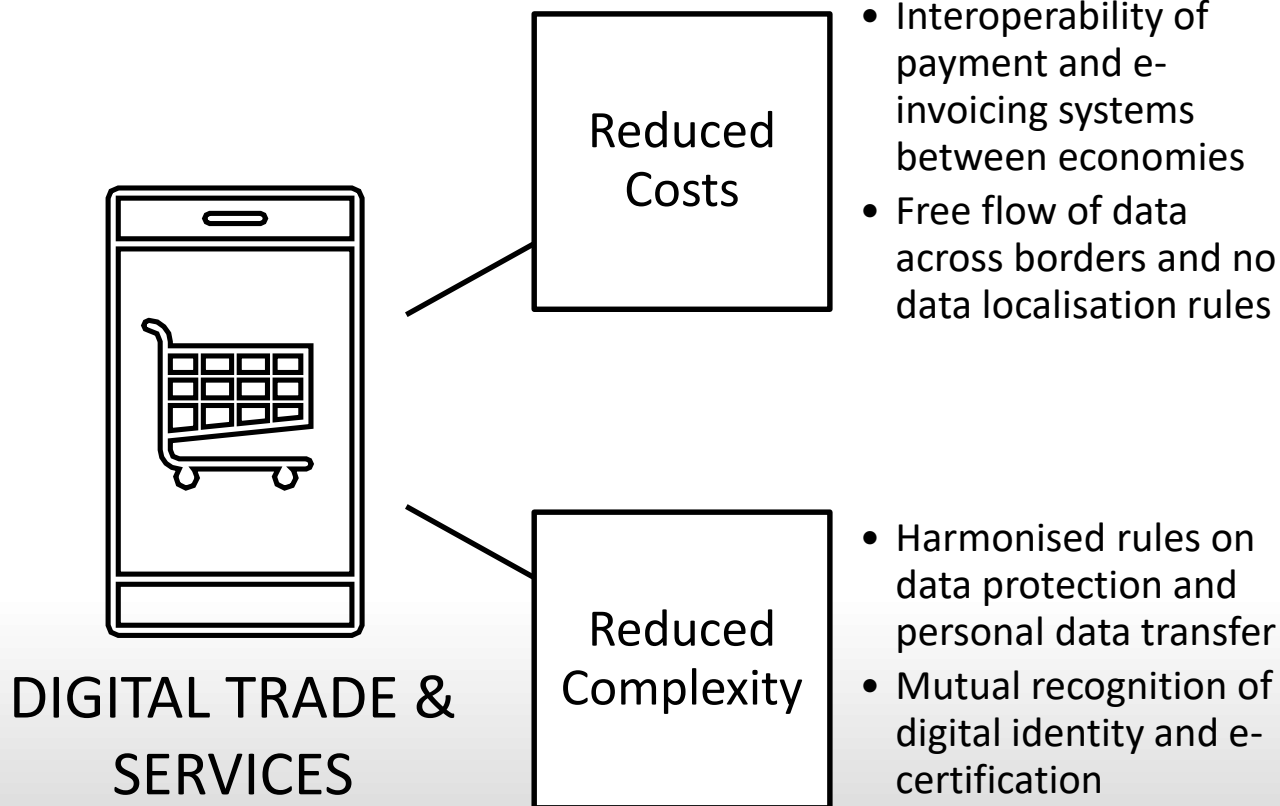 Reduced
Costs
• Interoperability of
payment and e-
invoicing systems
between economies
• Free flow of data
across borders and no
data localisation rules
DIGITAL TRADE &
SERVICES
Reduced
Complexity
• Harmonised rules on
data protection and
personal data transfer
• Mutual recognition of
digital identity and e-
certification